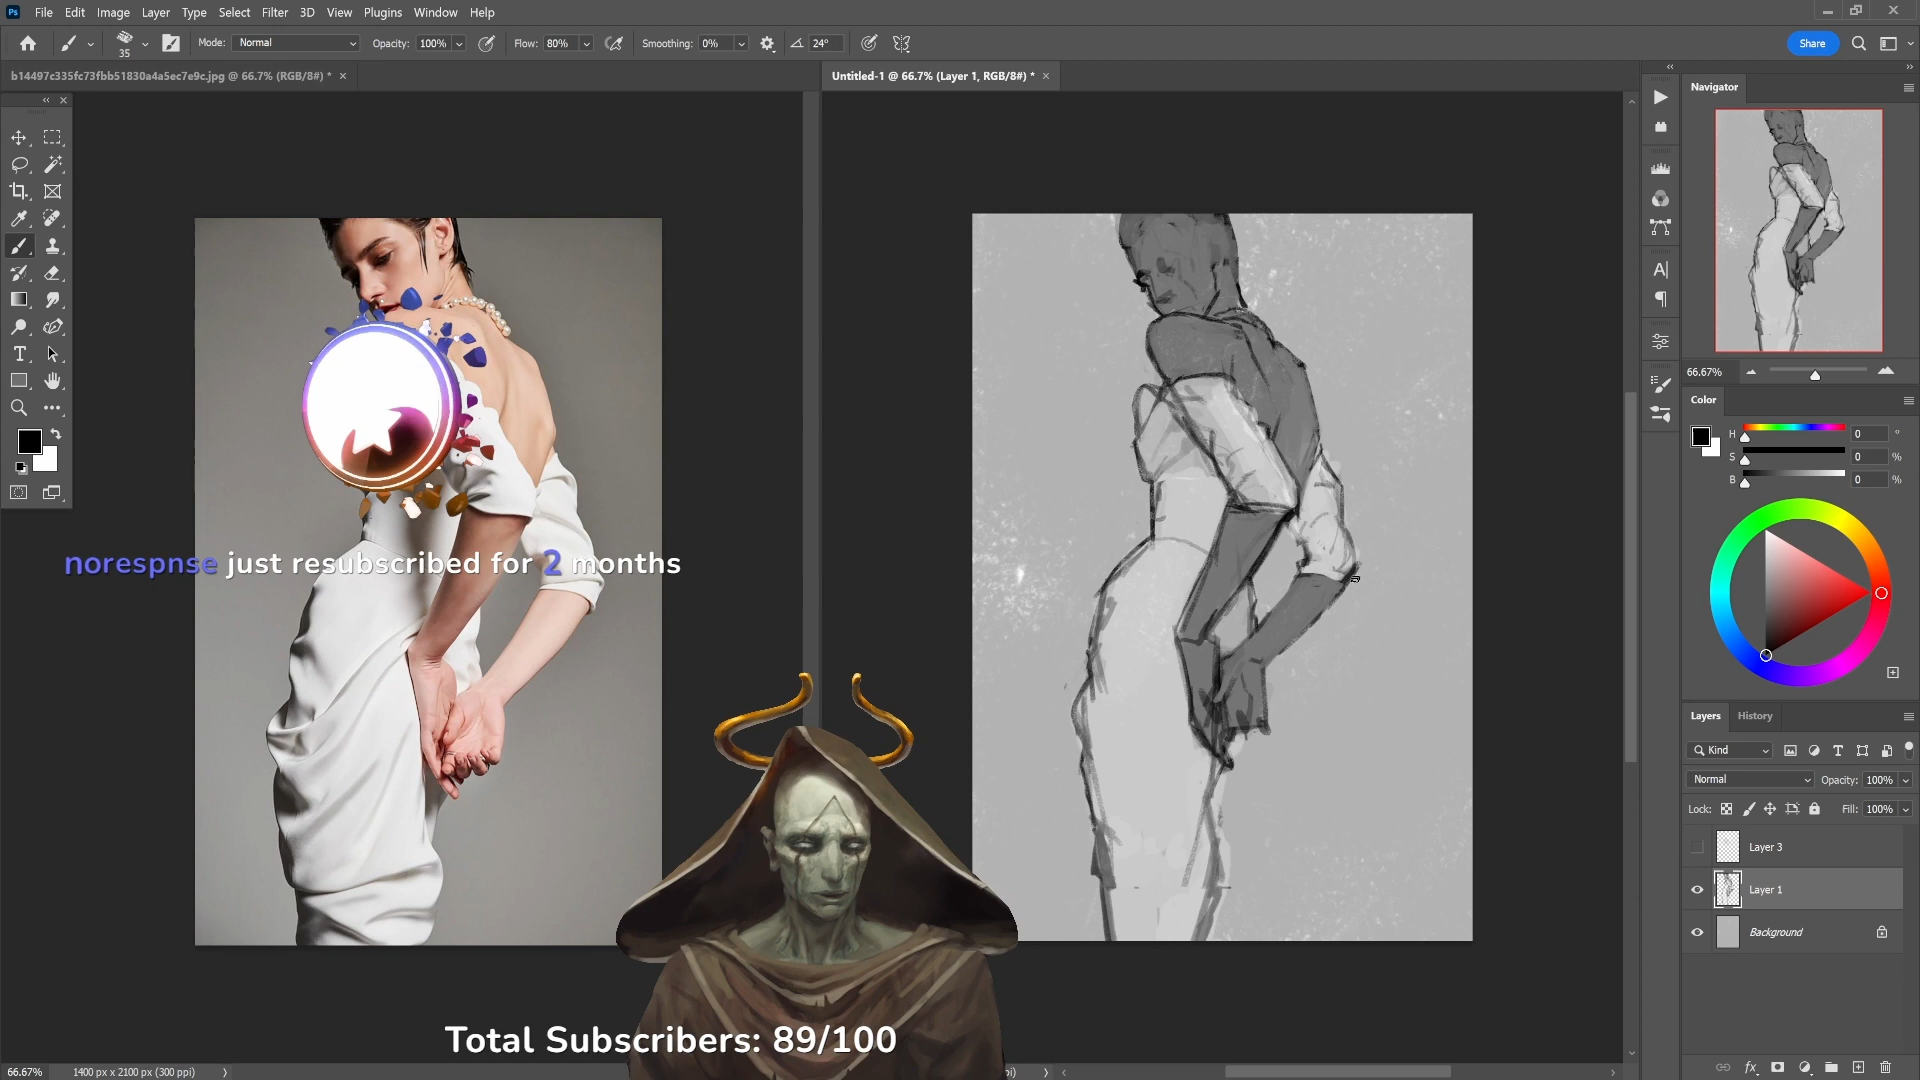 Ps File Edit Image Layer Type Select Filter 3D View Plugins Window Help
35 Mode: Normal Opacity: 100% Flow: 80% Smoothing: 0% 24° Share
b14497c335fc73fbb51830a4a5ec7e9c.jpg @ 66.7% (RGB/8#) * ×
Untitled-1 @ 66.7% (Layer 1, RGB/8#) * ×
Navigator
66.67%
Color
H 0 °
S 0 %
B 0 %
norespnse just resubscribed for 2 months
Layers History
Kind
Normal Opacity: 100%
Lock: Fill: 100%
Layer 3
Layer 1
Background
fx
Total Subscribers: 89/100
66.67% 1400 px x 2100 px (300 ppi)